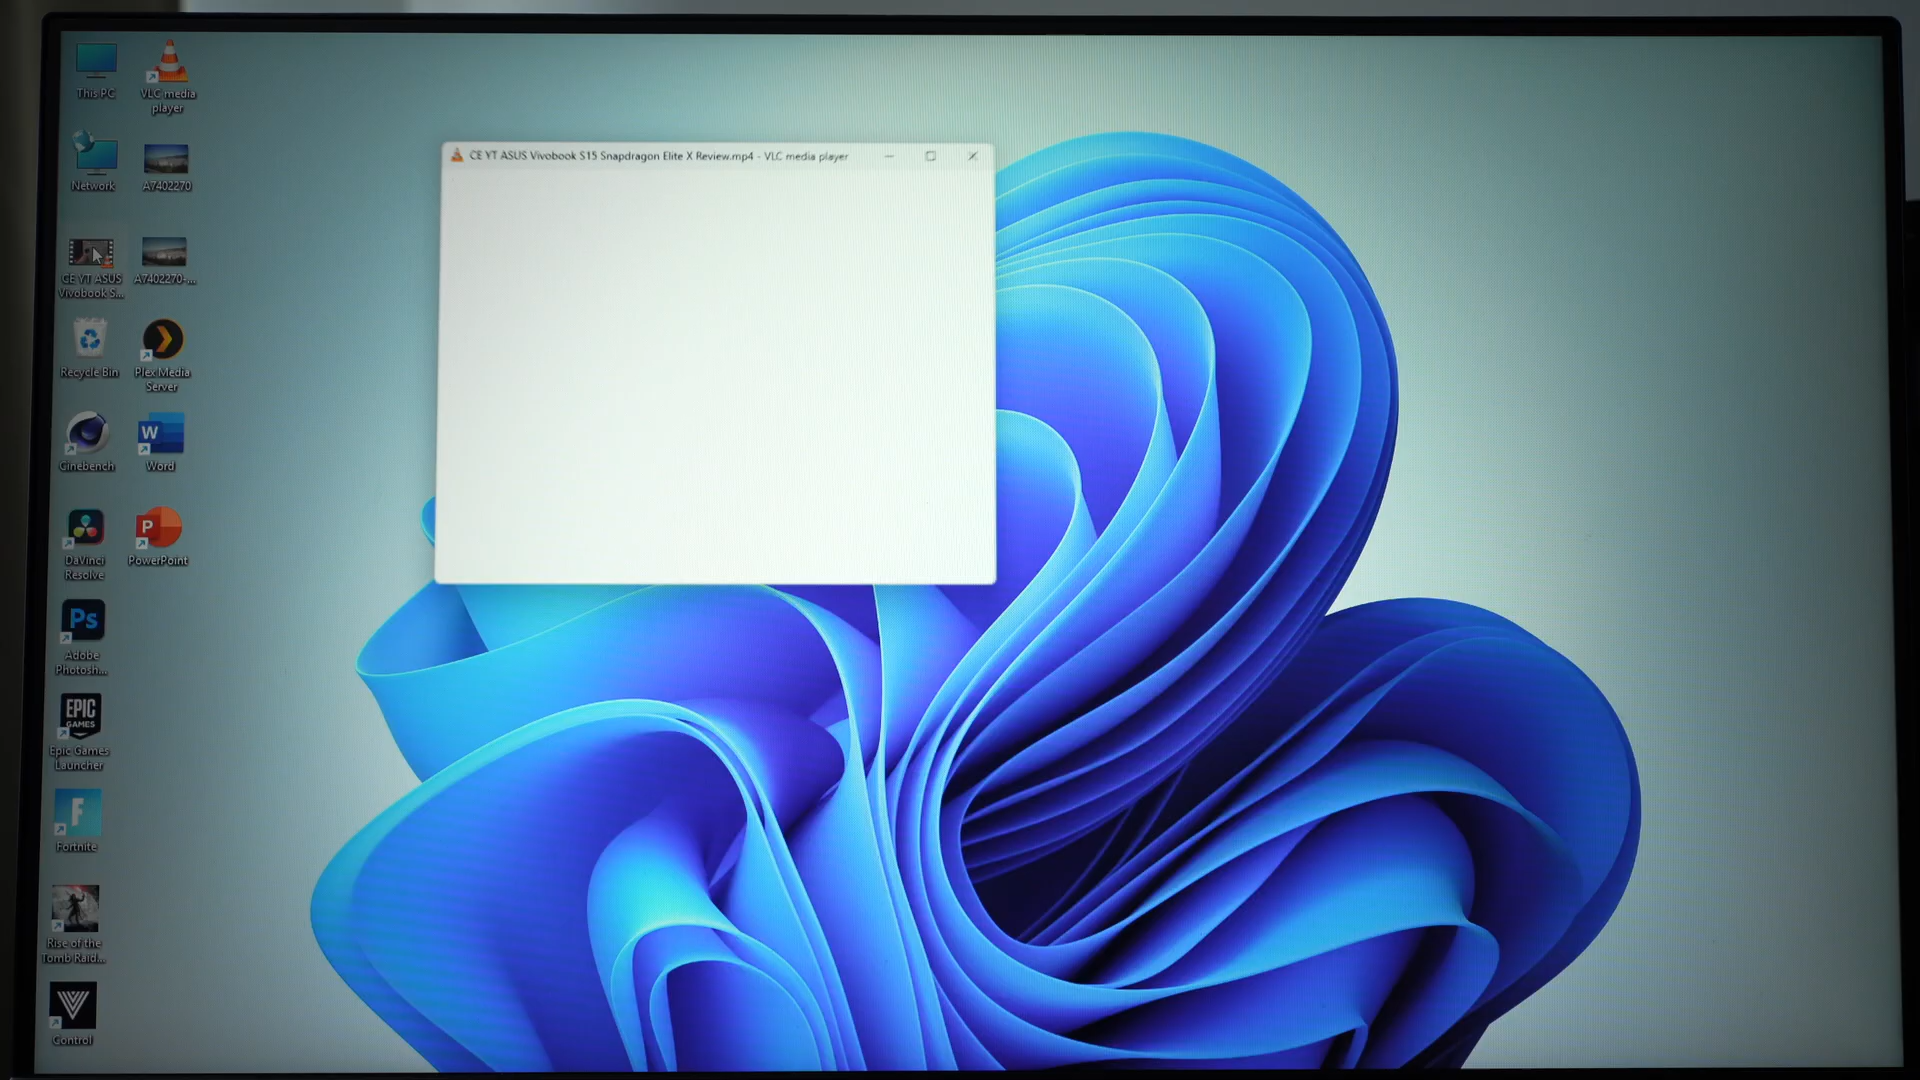 This PC
VLC media
player
Network
A7402270
CE YT ASUS
Vivobook S...
A7402270-...
Recycle Bin
Plex Media
Server
Cinebench
W
Word
DaVinci
Resolve
P
PowerPoint
Ps
Adobe
Photosh...
EPIC
GAMES
Epic Games
Launcher
F
Fortnite
Rise of the
Tomb Raid...
Control
CE YT ASUS Vivobook S15 Snapdragon Elite X Review.mp4 - VLC media player